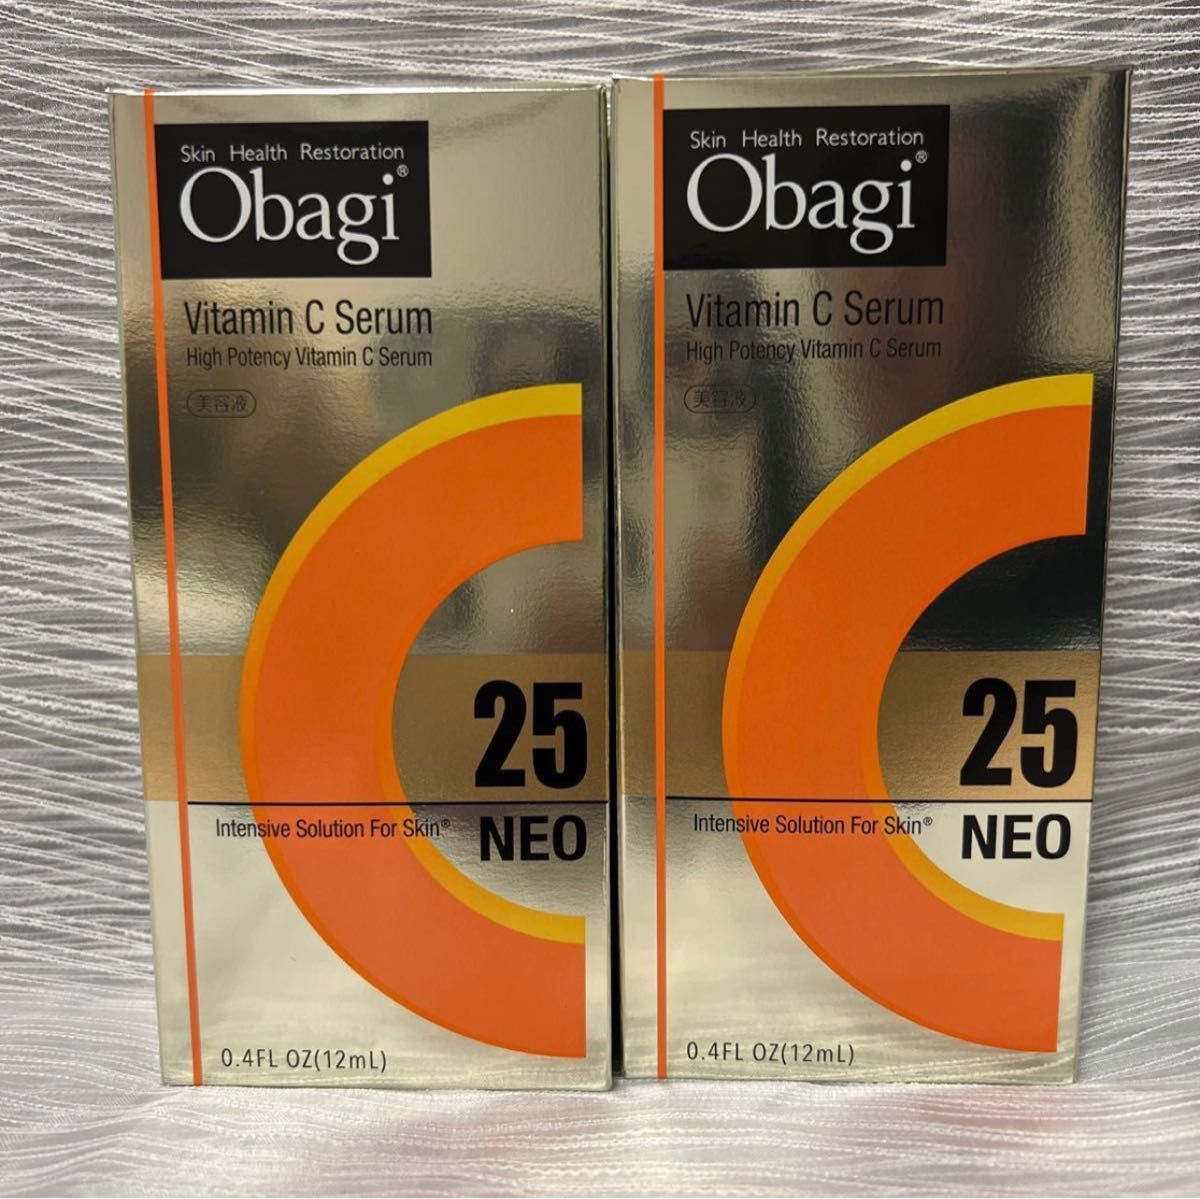 Skin Health Restoration
Obagi®
Vitamin C Serum
High Potency Vitamin C Serum
美容液
25
Intensive Solution For Skin®
NEO
0.4FL OZ(12mL)
Skin Health Restoration
Obagi®
Vitamin C Serum
High Potency Vitamin C Serum
美容液
25
Intensive Solution For Skin®
NEO
0.4FL OZ(12mL)